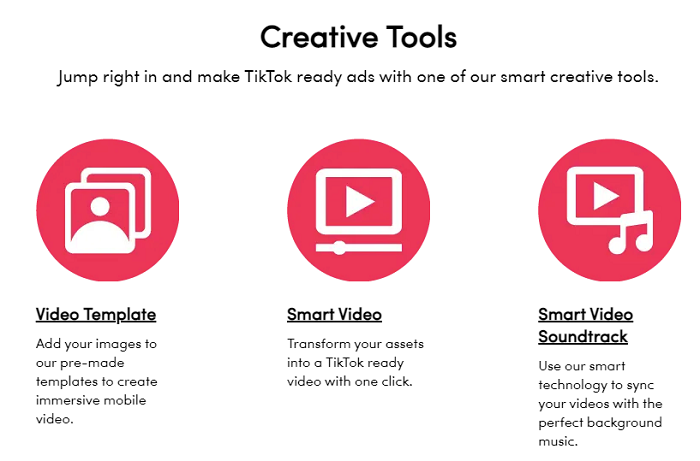 Creative Tools
Jump right in and make TikTok ready ads with one of our smart creative tools.
Video Template
Add your images to
our pre-made
templates to create
immersive mobile
video.
Smart Video
Transform your assets
into a TikTok ready
video with one click.
Smart Video
Soundtrack
Use our smart
technology to sync
your videos with the
perfect background
music.